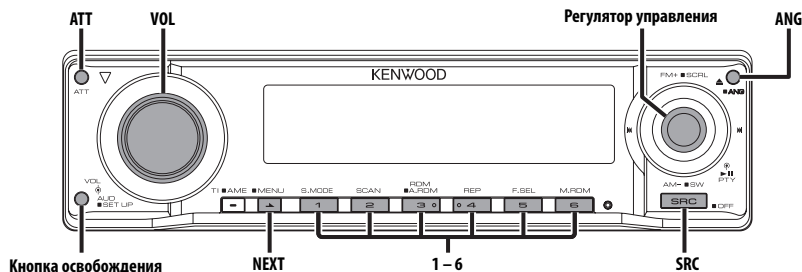 ATT VOL Регулятор управления ANG
KENWOOD
FM+ ■SCRL
ATT
■ANG
VOL
AUD
■SET UP
TI ■AME ■MENU S.MODE SCAN RDM ■A.RDM REP F.SEL M.RDM
1 2 3 4 5 6
PTY
AM− ■SW
SRC ■OFF
Кнопка освобождения NEXT 1 – 6 SRC